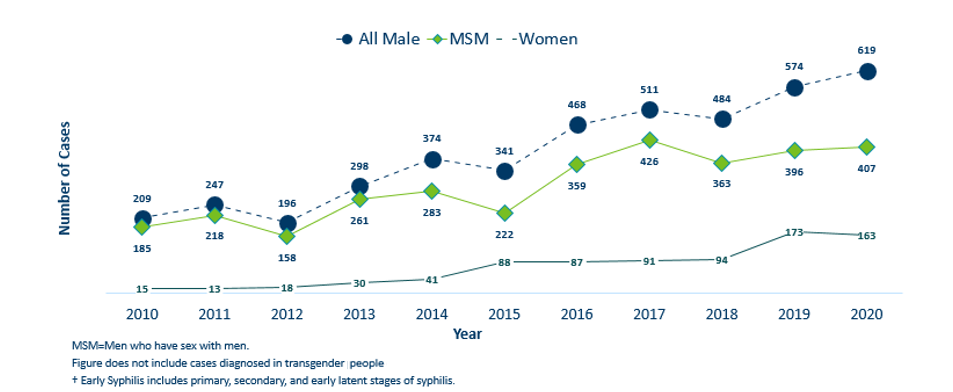 All Male MSM Women
619
574
511
468 484
374
341
298
247
209 196
426 407
359 363 396
261 283
185 218 222
158
173 163
88 87 91 94
15 13 18 30 41
Number of Cases
2010 2011 2012 2013 2014 2015 2016 2017 2018 2019 2020
Year
MSM=Men who have sex with men.
Figure does not include cases diagnosed in transgender people
† Early Syphilis includes primary, secondary, and early latent stages of syphilis.